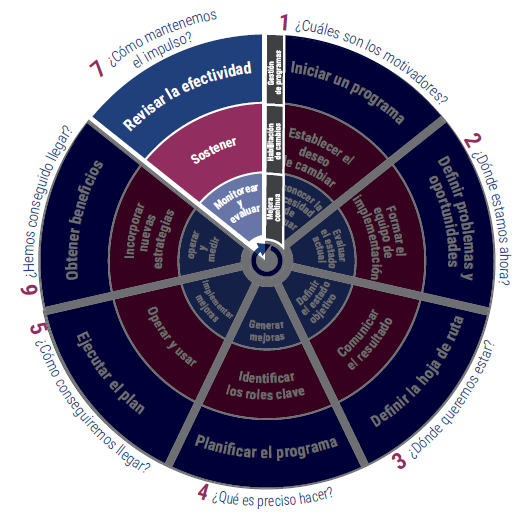 1 ¿Cuáles son los motivadores?
Gestión
de programas
Habilitación
de cambios
Mejora
continua
Iniciar un programa
Establecer el
deseo
de cambiar
2 ¿Dónde estamos ahora?
Definir problemas y
oportunidades
Formar el
equipo de
implementación
Evaluar
el estado
actual
3 ¿Dónde queremos estar?
Definir la hoja de ruta
Comunicar
el resultado
Definir
el estado
objetivo
4 ¿Qué es preciso hacer?
Planificar el programa
Identificar
los roles clave
Generar
mejoras
5 ¿Cómo conseguiremos llegar?
Ejecutar el plan
Operar y usar
Implementar
mejoras
6 ¿Hemos conseguido llegar?
Obtener beneficios
Incorporar
nuevas
estrategias
operar
y
medir
7 ¿Cómo mantenemos
el impulso?
Revisar la efectividad
Sostener
Monitorear
y
evaluar